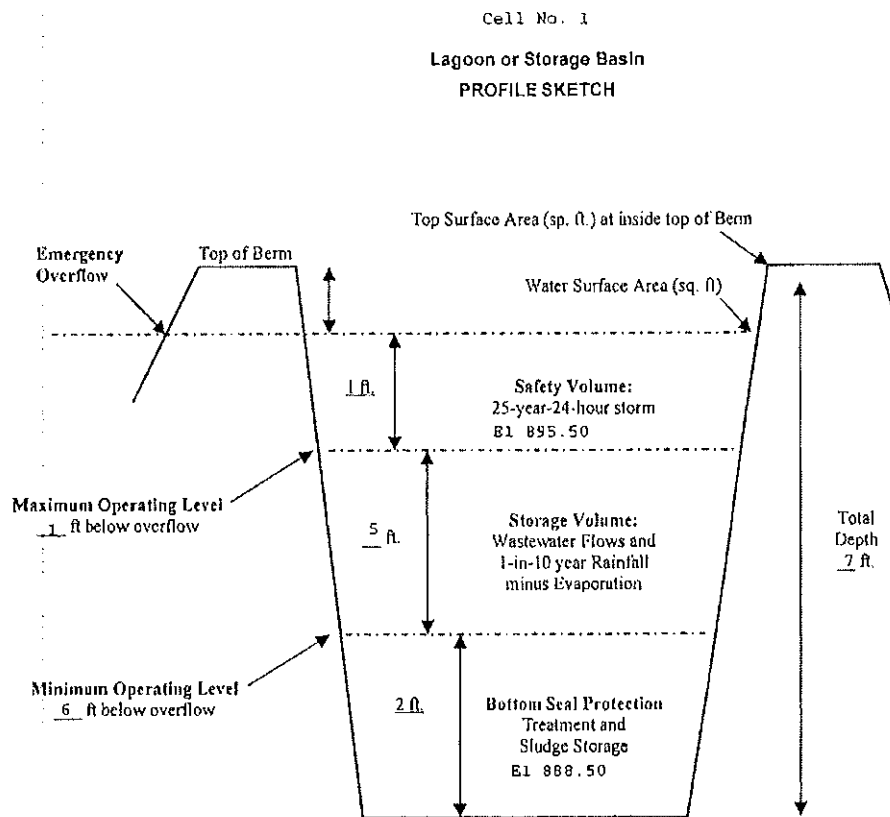 Cell No. 1
Lagoon or Storage Basin
PROFILE SKETCH
Top Surface Area (sp. ft.) at inside top of Berm
Emergency
Overflow
Top of Berm
Water Surface Area (sq. ft)
1 ft.
Safety Volume:
25-year-24-hour storm
El 895.50
Maximum Operating Level
1 ft below overflow
5 ft.
Storage Volume:
Wastewater Flows and
1-in-10 year Rainfall
minus Evaporation
Total
Depth
7 ft.
Minimum Operating Level
6 ft below overflow
2 ft.
Bottom Seal Protection
Treatment and
Sludge Storage
El 888.50